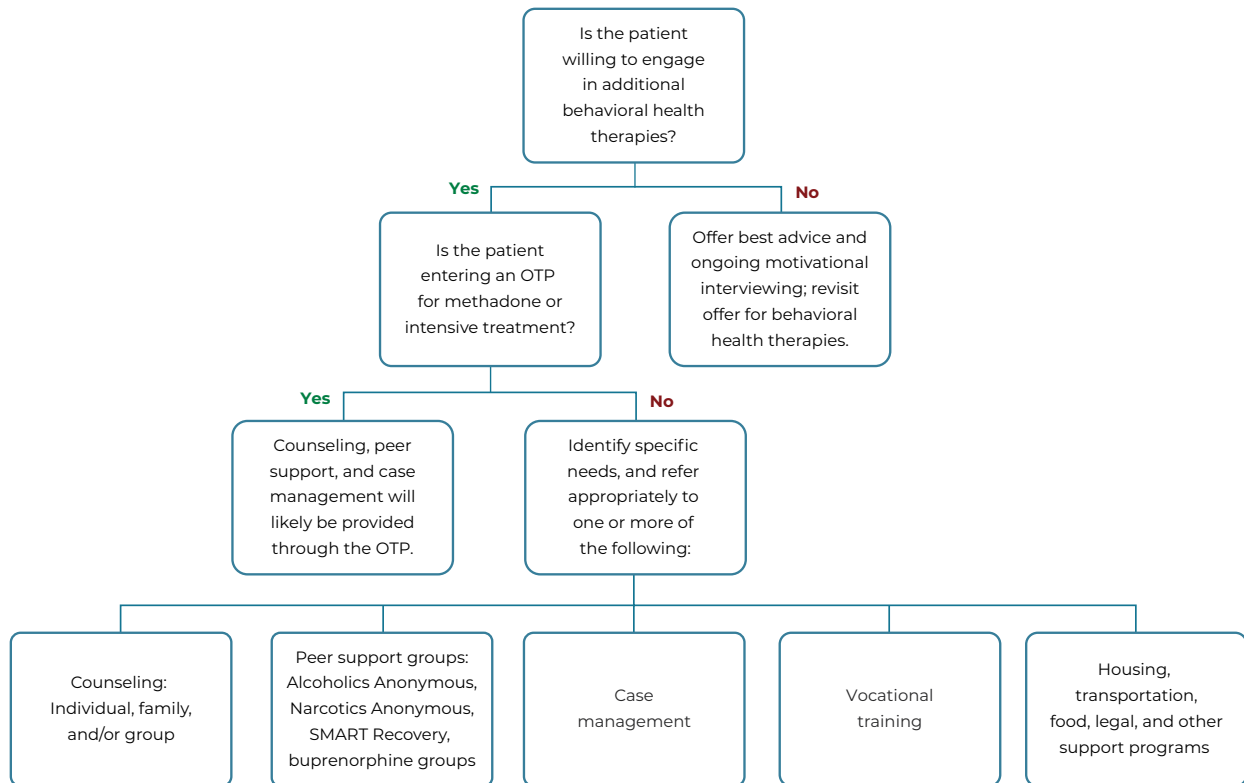 Is the patient
willing to engage
in additional
behavioral health
therapies?
Yes
No
Is the patient
entering an OTP
for methadone or
intensive treatment?
Offer best advice and
ongoing motivational
interviewing; revisit
offer for behavioral
health therapies.
Yes
No
Counseling, peer
support, and case
management will
likely be provided
through the OTP.
Identify specific
needs, and refer
appropriately to
one or more of
the following:
Counseling:
Individual, family,
and/or group
Peer support groups:
Alcoholics Anonymous,
Narcotics Anonymous,
SMART Recovery,
buprenorphine groups
Case
management
Vocational
training
Housing,
transportation,
food, legal, and other
support programs